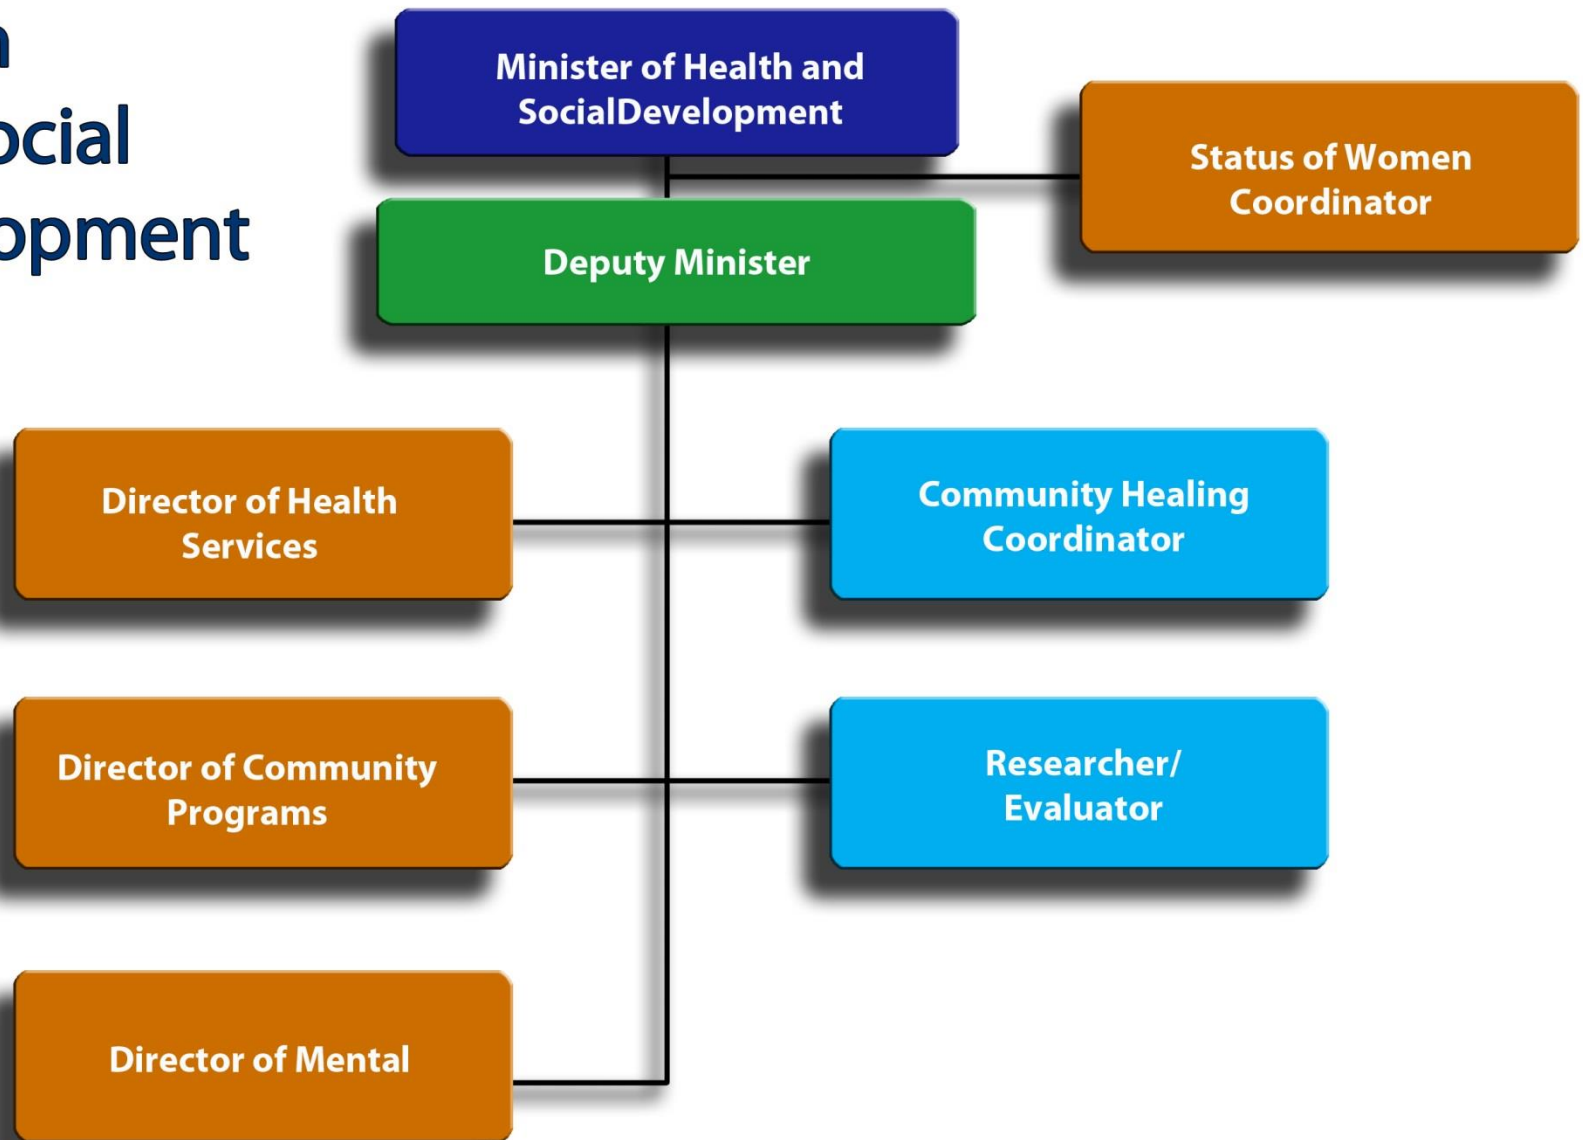 ocial
opment
Minister of Health and
SocialDevelopment
Status of Women
Coordinator
Deputy Minister
Director of Health
Services
Community Healing
Coordinator
Director of Community
Programs
Researcher/
Evaluator
Director of Mental